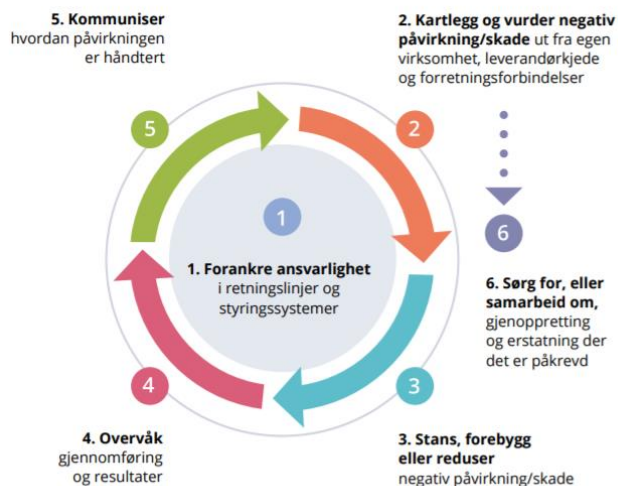 5. Kommuniser
hvordan påvirkningen
er håndtert
2. Kartlegg og vurder negativ
påvirkning/skade ut fra egen
virksomhet, leverandørkjede
og forretningsforbindelser
5
2
1
6
1. Forankre ansvarlighet
i retningslinjer og
styringssystemer
6. Sørg for, eller
samarbeid om,
gjenoppretting
og erstatning der
det er påkrevd
4
3
4. Overvåk
gjennomføring
og resultater
3. Stans, forebygg
eller reduser
negativ påvirkning/skade